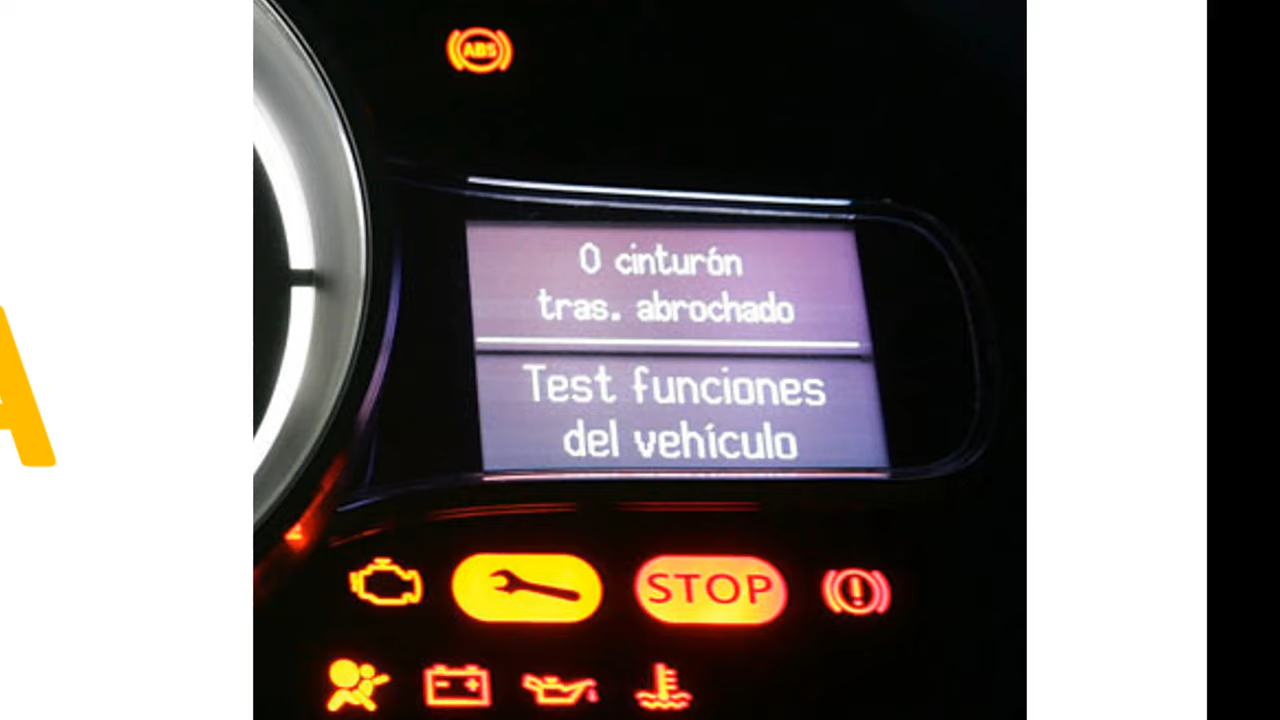 A
ABS
0 cinturón
tras. abrochado
Test funciones
del vehículo
STOP